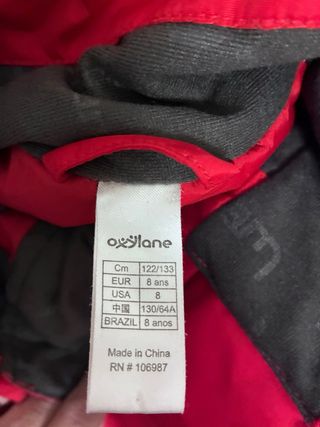 oxylane
Cm 122/133
EUR 8 ans
USA 8
中国 130/64A
BRAZIL 8 anos
Made in China
RN # 106987